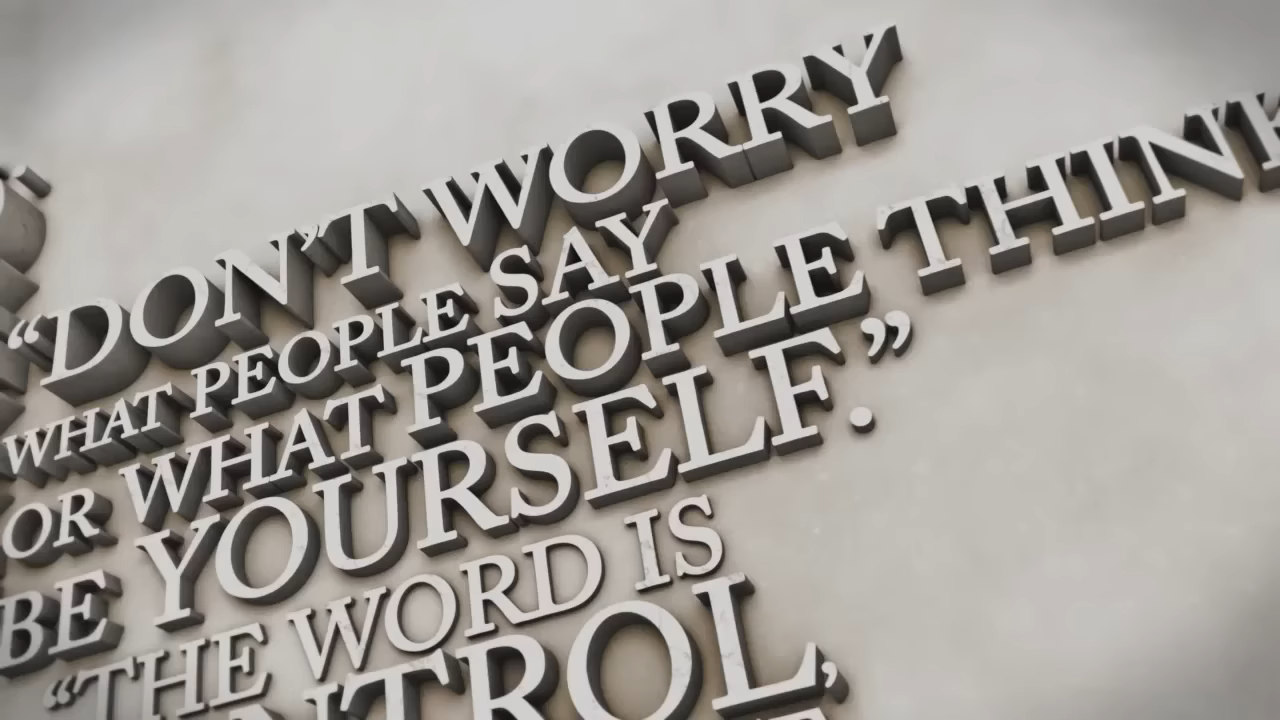 “DON’T WORRY
WHAT PEOPLE SAY
OR WHAT PEOPLE THINK
BE YOURSELF.”
“THE WORD IS